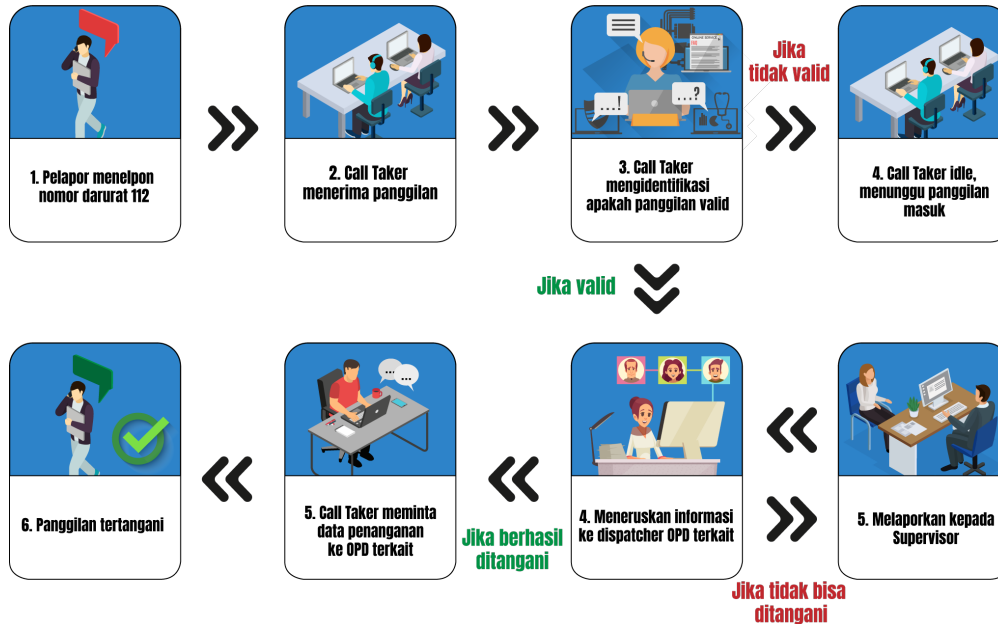 1. Pelapor menelpon
nomor darurat 112
2. Call Taker
menerima panggilan
...!
...?
3. Call Taker
mengidentifikasi
apakah panggilan valid
Jika
tidak valid
4. Call Taker idle,
menunggu panggilan
masuk
Jika valid
6. Panggilan tertangani
5. Call Taker meminta
data penanganan
ke OPD terkait
Jika berhasil
ditangani
4. Meneruskan informasi
ke dispatcher OPD terkait
5. Melaporkan kepada
Supervisor
Jika tidak bisa
ditangani